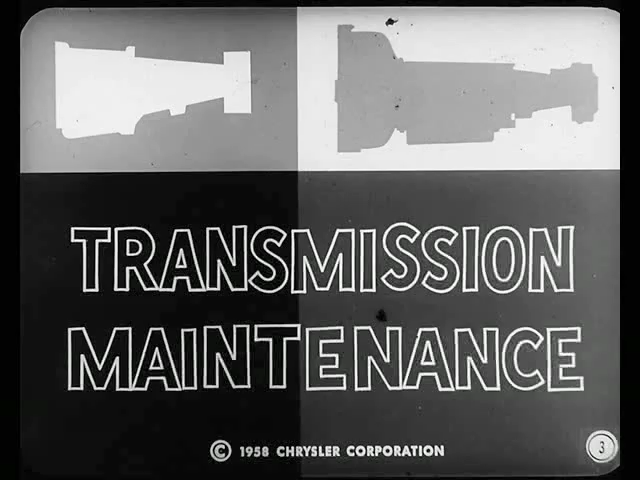 TRANSMISSION
MAINTENANCE
© 1958 CHRYSLER CORPORATION
3